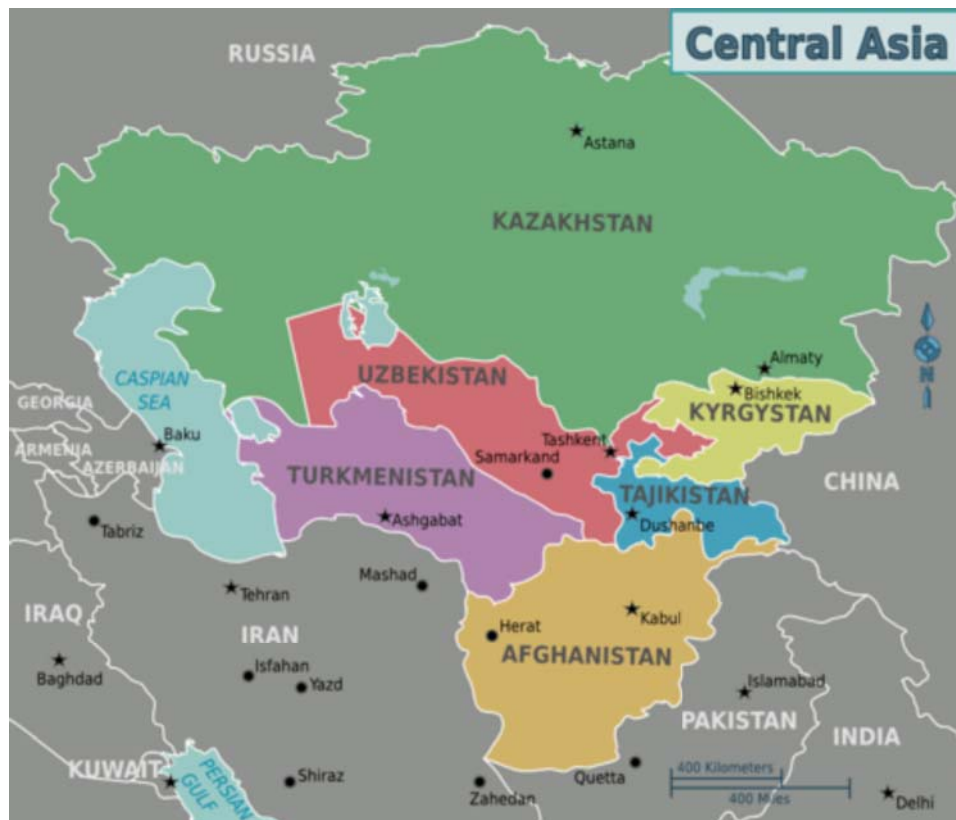 Central Asia
RUSSIA
Astana
KAZAKHSTAN
CASPIAN
SEA
UZBEKISTAN
Almaty
Bishkek
KYRGYSTAN
N
GEORGIA
ARMENIA
AZERBAIJAN
Baku
Tashkent
Samarkand
TURKMENISTAN
Ashgabat
TAJIKISTAN
Dushanbe
CHINA
Tabriz
Mashad
Tehran
IRAQ
IRAN
Herat
Kabul
AFGHANISTAN
Baghdad
Isfahan
Yazd
Islamabad
PAKISTAN
INDIA
KUWAIT
PERSIAN
GULF
Shiraz
Zahedan
Quetta
400 Kilometers
400 Miles
Delhi